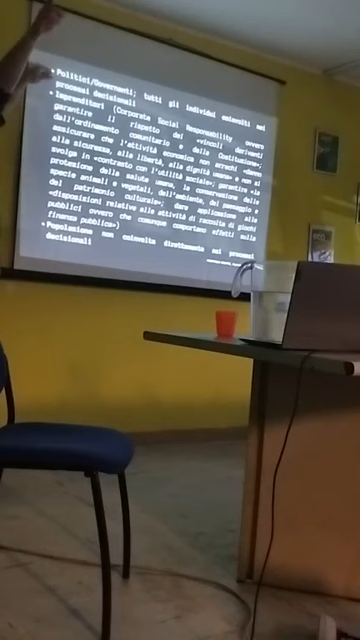 • Politici/Governanti; tutti gli individui coinvolti nei
processi decisionali
• Imprenditori (Corporate Social Responsability ovvero
garantire il rispetto dei «vincoli derivanti
dall'ordinamento comunitario e della Costituzione»;
assicurare che l'attività economica non arrechi «danno
alla sicurezza, alla libertà, alla dignità umana e non si
svolga in «contrasto con l'utilità sociale»; garantire «la
protezione della salute umana, la conservazione delle
specie animali e vegetali, dell'ambiente, del paesaggio e
del patrimonio culturale»; dare applicazione alle
«disposizioni relative alle attività di raccolta di giochi
pubblici ovvero che comunque comportano effetti sulla
finanza pubblica»)
• Popolazione non coinvolta direttamente nei processi
decisionali